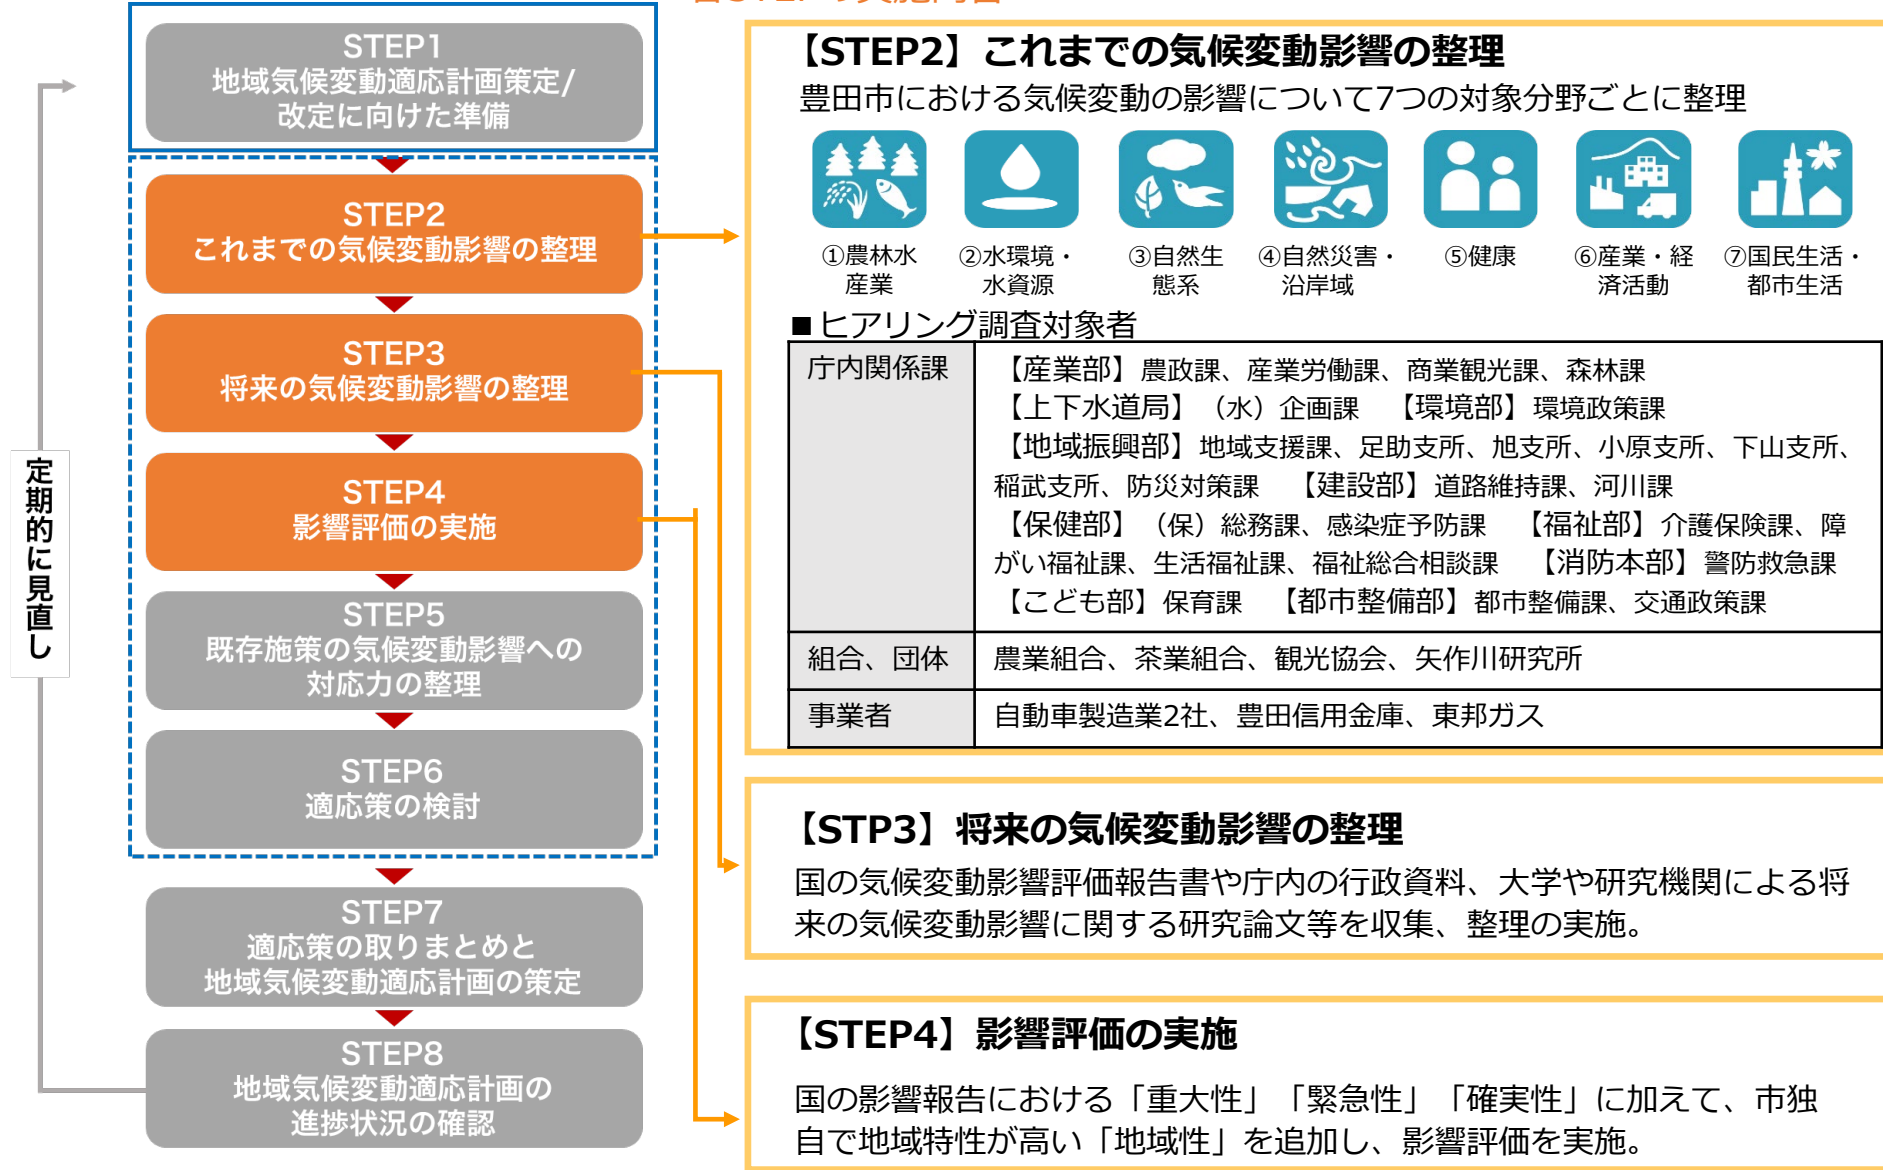 STEP1
地域気候変動適応計画策定/
改定に向けた準備
STEP2
これまでの気候変動影響の整理
STEP3
将来の気候変動影響の整理
STEP4
影響評価の実施
STEP5
既存施策の気候変動影響への
対応力の整理
STEP6
適応策の検討
STEP7
適応策の取りまとめと
地域気候変動適応計画の策定
STEP8
地域気候変動適応計画の
進捗状況の確認
定期的に見直し
【STEP2】これまでの気候変動影響の整理
豊田市における気候変動の影響について7つの対象分野ごとに整理
①農林水
産業
②水環境・
水資源
③自然生
態系
④自然災害・
沿岸域
⑤健康
⑥産業・経
済活動
⑦国民生活・
都市生活
■ヒアリング調査対象者
庁内関係課
【産業部】農政課、産業労働課、商業観光課、森林課
【上下水道局】（水）企画課　【環境部】環境政策課
【地域振興部】地域支援課、足助支所、旭支所、小原支所、下山支所、
稲武支所、防災対策課　【建設部】道路維持課、河川課
【保健部】（保）総務課、感染症予防課　【福祉部】介護保険課、障
がい福祉課、生活福祉課、福祉総合相談課　【消防本部】警防救急課
【こども部】保育課　【都市整備部】都市整備課、交通政策課
組合、団体
農業組合、茶業組合、観光協会、矢作川研究所
事業者
自動車製造業2社、豊田信用金庫、東邦ガス
【STP3】将来の気候変動影響の整理
国の気候変動影響評価報告書や庁内の行政資料、大学や研究機関による将
来の気候変動影響に関する研究論文等を収集、整理の実施。
【STEP4】影響評価の実施
国の影響報告における「重大性」「緊急性」「確実性」に加えて、市独
自で地域特性が高い「地域性」を追加し、影響評価を実施。